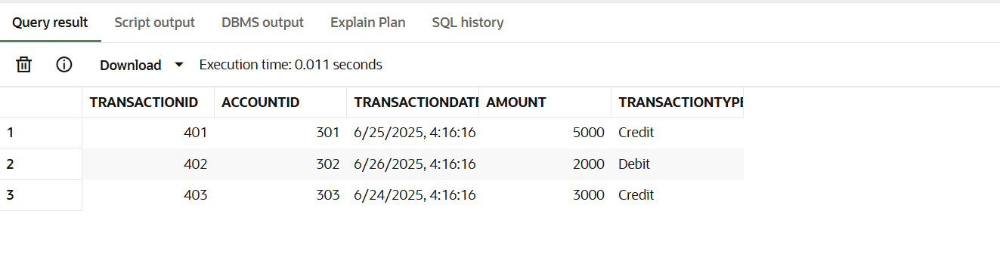 Query result Script output DBMS output Explain Plan SQL history
Download Execution time: 0.011 seconds
TRANSACTIONID ACCOUNTID TRANSACTIONDATE AMOUNT TRANSACTIONTYPE
1 401 301 6/25/2025, 4:16:16 5000 Credit
2 402 302 6/26/2025, 4:16:16 2000 Debit
3 403 303 6/24/2025, 4:16:16 3000 Credit